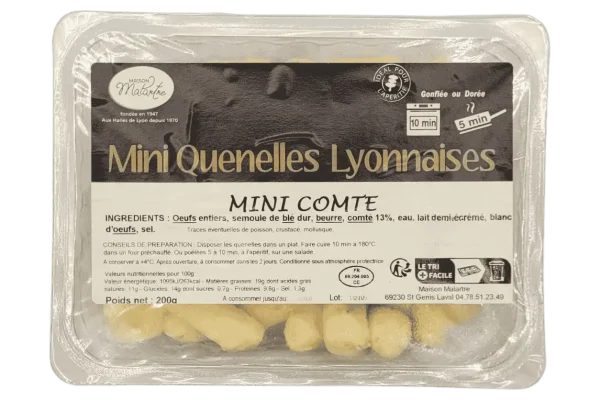 MAISON
Malartre
fondée en 1947
Aux Halles de Lyon depuis 1970
IDÉAL POUR
L'APÉRITIF
Gonflée ou Dorée
10 min
5 min
Mini Quenelles Lyonnaises
MINI COMTE
INGREDIENTS : Oeufs entiers, semoule de blé dur, beurre, comté 13%, eau, lait demi-écrémé, blanc
d'oeufs, sel.
Traces éventuelles de poisson, crustacé, mollusque.
CONSEILS DE PREPARATION : Disposer les quenelles dans un plat. Faire cuire 10 min à 180°C
dans un four préchauffé. Ou poêlées 5 à 10 min, à l'apéritif, sur une salade
A conserver a +4°C. Après ouverture, à consommer dans les 2 jours. Conditionné sous atmosphère protectrice.
Valeurs nutritionnelles pour 100g
Valeur énergétique : /263kcal - Matières grasses : 19g dont acides gras
saturés : 11g - Glucides : 14g dont sucres : 0.7g - Protéines : 8.6g - Sel : 1.3g
FR
69.204.005
CE
LE TRI
+ FACILE
Poids net : 200g
A consommer jusqu'au
Lot:
Maison Malartre
69230 St Genis Laval 04.78.51.23.49